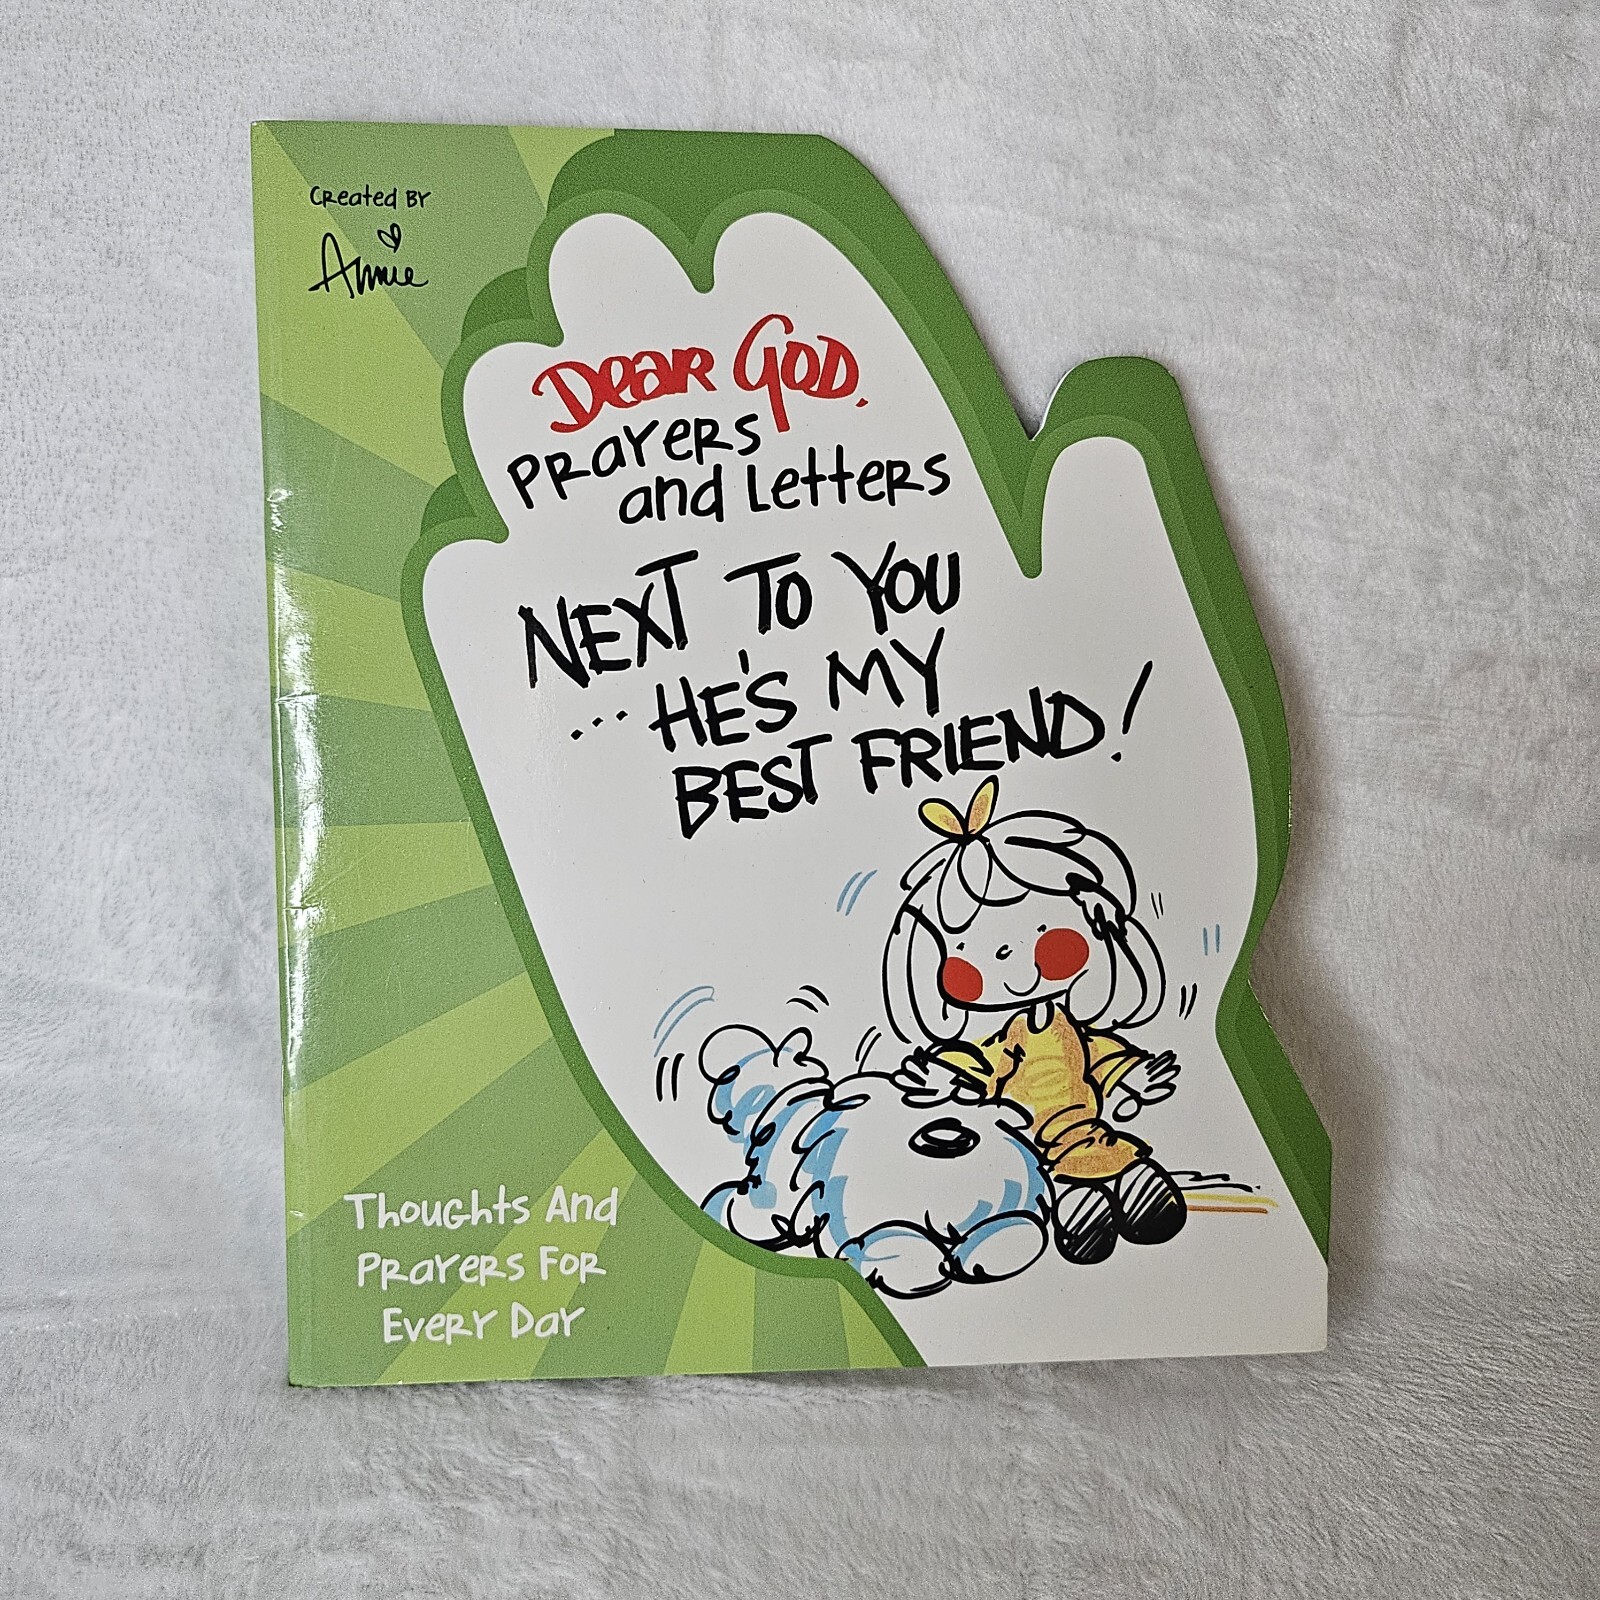 Created By
Annie
Dear God,
Prayers
and Letters
NEXT TO YOU
...HE'S MY
BEST FRIEND!
Thoughts And
Prayers For
Every Day